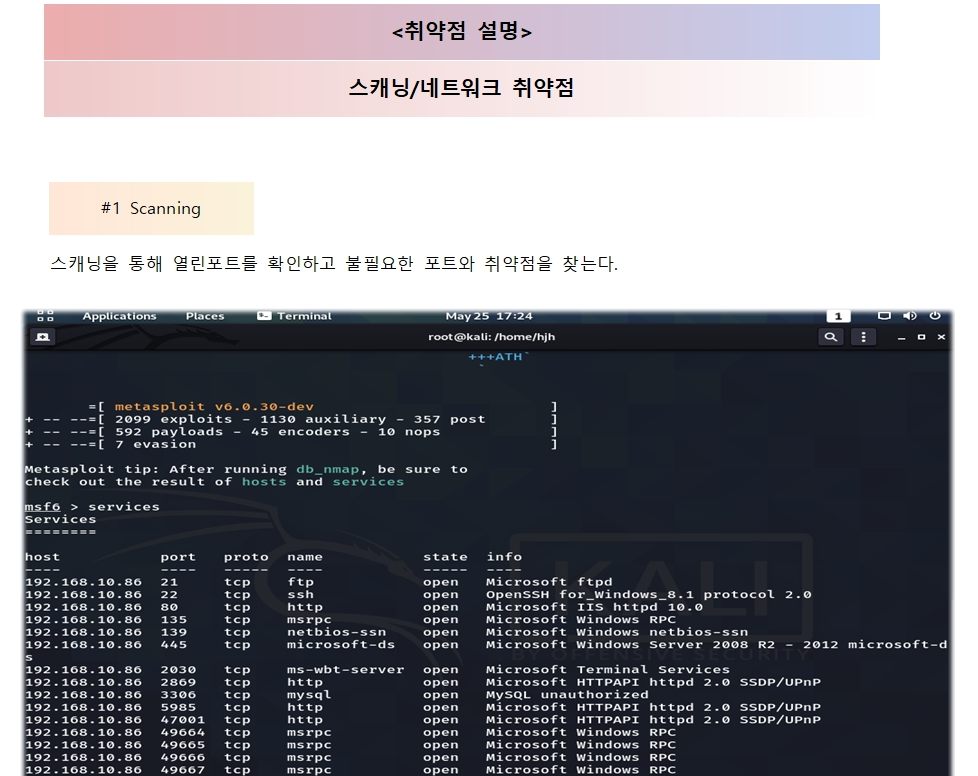 <취약점 설명>
스캐닝/네트워크 취약점
#1 Scanning
스캐닝을 통해 열린포트를 확인하고 불필요한 포트와 취약점을 찾는다.
Applications Places Terminal May 25 17:24 1
root@kali: /home/hjh
+++ATH`
`
=[ metasploit v6.0.30-dev ]
+ -- --=[ 2099 exploits - 1130 auxiliary - 357 post ]
+ -- --=[ 592 payloads - 45 encoders - 10 nops ]
+ -- --=[ 7 evasion ]
Metasploit tip: After running db_nmap, be sure to
check out the result of hosts and services
msf6 > services
Services
========
host port proto name state info
---- ---- ----- ---- ----- ----
192.168.10.86 21 tcp ftp open Microsoft ftpd
192.168.10.86 22 tcp ssh open OpenSSH for_Windows_8.1 protocol 2.0
192.168.10.86 80 tcp http open Microsoft IIS httpd 10.0
192.168.10.86 135 tcp msrpc open Microsoft Windows RPC
192.168.10.86 139 tcp netbios-ssn open Microsoft Windows netbios-ssn
192.168.10.86 445 tcp microsoft-ds open Microsoft Windows Server 2008 R2 - 2012 microsoft-d
s
192.168.10.86 2030 tcp ms-wbt-server open Microsoft Terminal Services
192.168.10.86 2869 tcp http open Microsoft HTTPAPI httpd 2.0 SSDP/UPnP
192.168.10.86 3306 tcp mysql open MySQL unauthorized
192.168.10.86 5985 tcp http open Microsoft HTTPAPI httpd 2.0 SSDP/UPnP
192.168.10.86 47001 tcp http open Microsoft HTTPAPI httpd 2.0 SSDP/UPnP
192.168.10.86 49664 tcp msrpc open Microsoft Windows RPC
192.168.10.86 49665 tcp msrpc open Microsoft Windows RPC
192.168.10.86 49666 tcp msrpc open Microsoft Windows RPC
192.168.10.86 49667 tcp msrpc open Microsoft Windows RPC
KALI
BY OFFENSIVE SECURITY